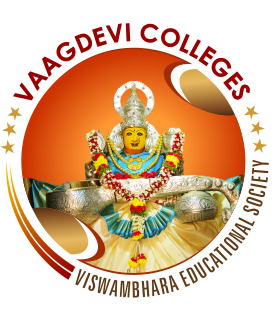 VAAGDEVI COLLEGES
VISWAMBHARA EDUCATIONAL SOCIETY